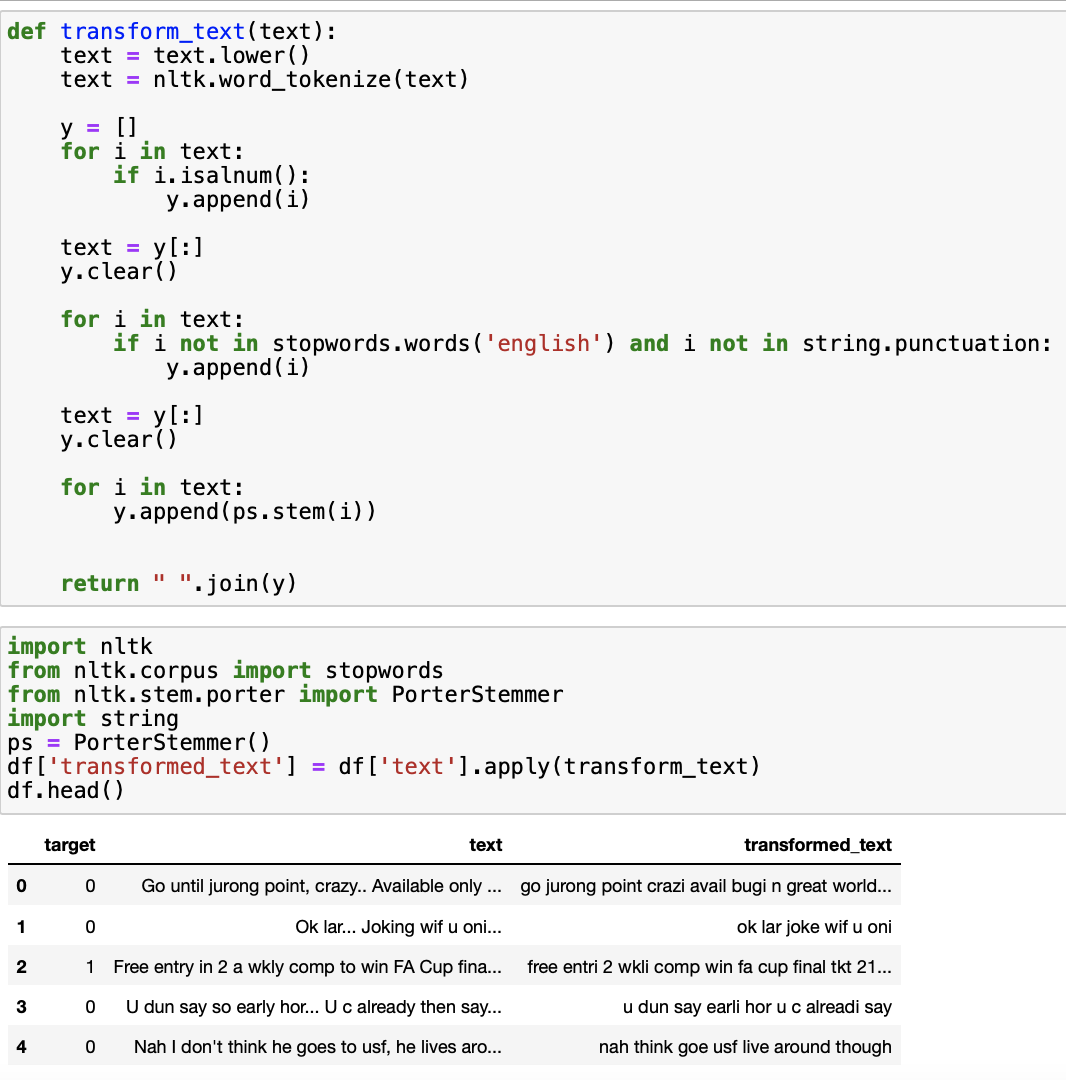 def transform_text(text):
    text = text.lower()
    text = nltk.word_tokenize(text)
    y = []
    for i in text:
        if i.isalnum():
            y.append(i)
    text = y[:]
    y.clear()
    for i in text:
        if i not in stopwords.words('english') and i not in string.punctuation:
            y.append(i)
    text = y[:]
    y.clear()
    for i in text:
        y.append(ps.stem(i))
    return " ".join(y)
import nltk
from nltk.corpus import stopwords
from nltk.stem.porter import PorterStemmer
import string
ps = PorterStemmer()
df['transformed_text'] = df['text'].apply(transform_text)
df.head()
target text transformed_text
0 0 Go until jurong point, crazy.. Available only ... go jurong point crazi avail bugi n great world...
1 0 Ok lar... Joking wif u oni... ok lar joke wif u oni
2 1 Free entry in 2 a wkly comp to win FA Cup fina... free entri 2 wkli comp win fa cup final tkt 21...
3 0 U dun say so early hor... U c already then say... u dun say earli hor u c alreadi say
4 0 Nah I don't think he goes to usf, he lives aro... nah think goe usf live around though